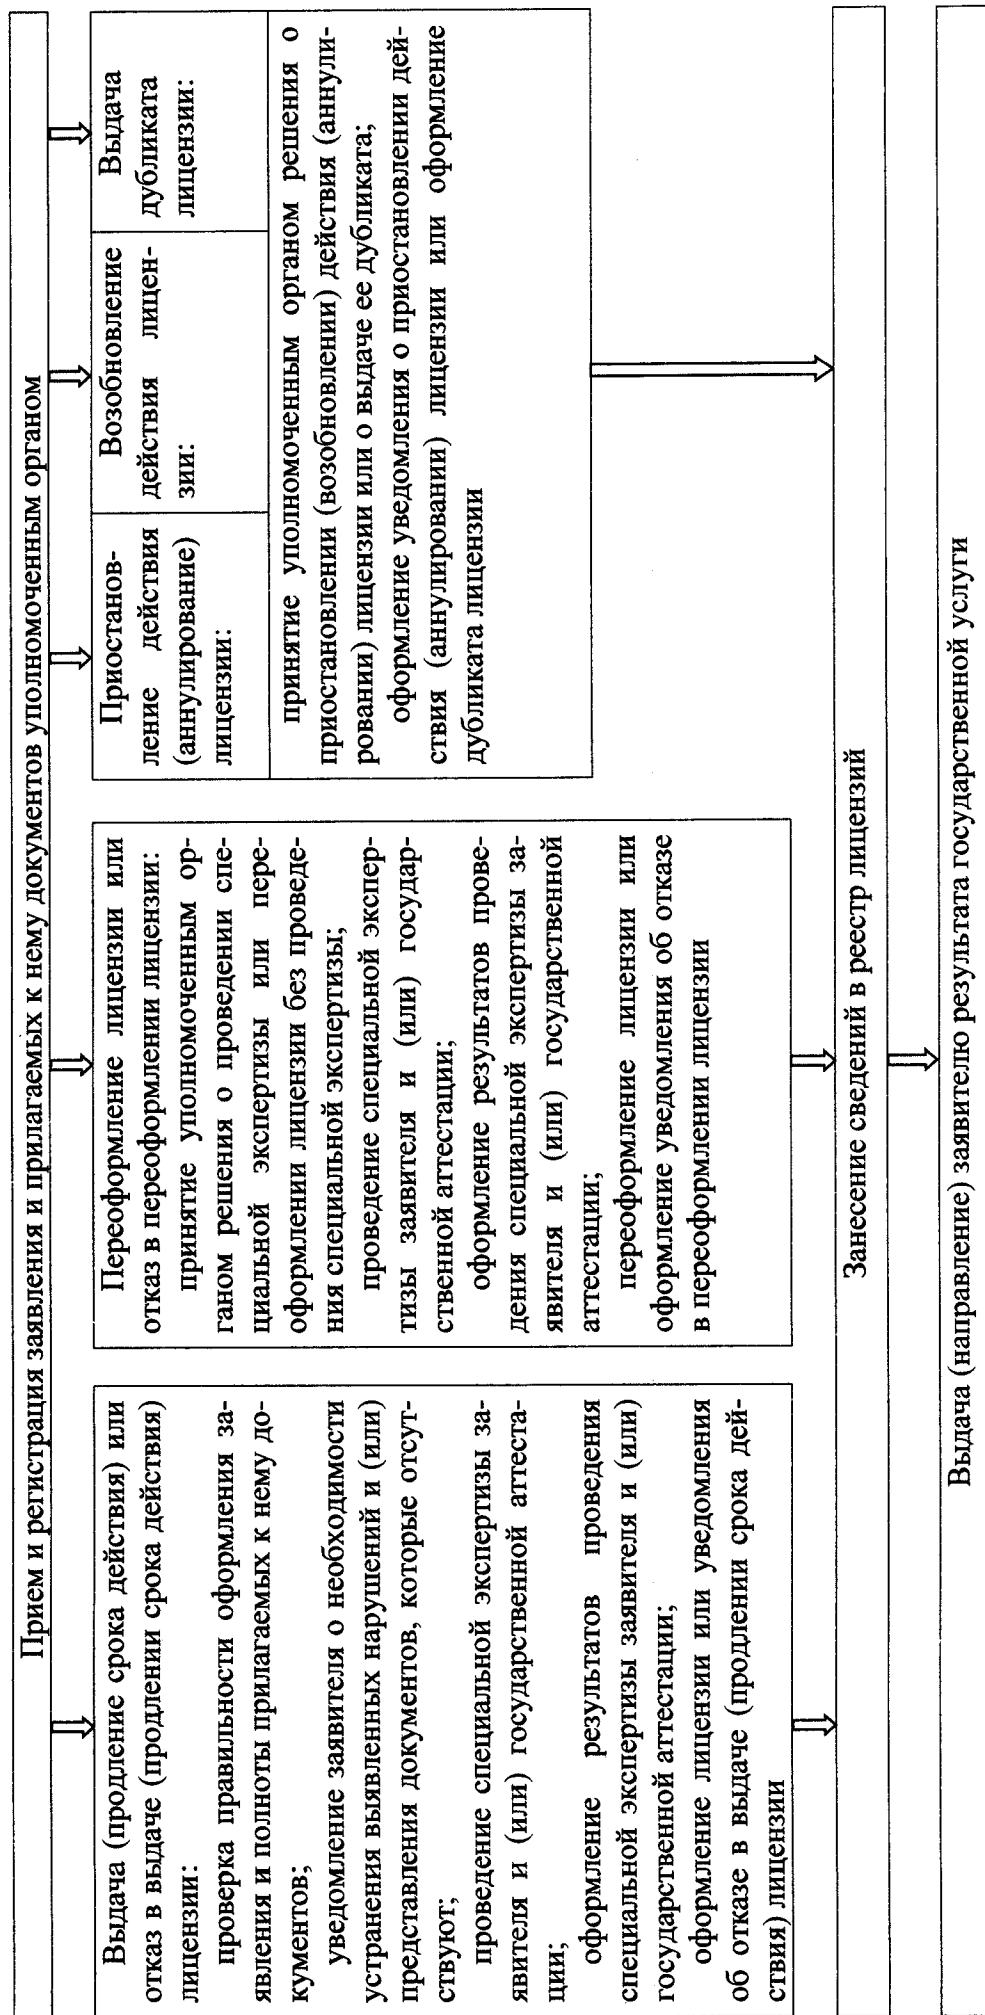 Прием и регистрация заявления и прилагаемых к нему документов уполномоченным органом
Выдача (продление срока действия) или
отказ в выдаче (продлении срока действия)
лицензии:
проверка правильности оформления за-
явления и полноты прилагаемых к нему до-
кументов;
уведомление заявителя о необходимости
устранения выявленных нарушений и (или)
представления документов, которые отсут-
ствуют;
проведение специальной экспертизы за-
явителя и (или) государственной аттеста-
ции;
оформление результатов проведения
специальной экспертизы заявителя и (или)
государственной аттестации;
оформление лицензии или уведомления
об отказе в выдаче (продлении срока дей-
ствия) лицензии
Переоформление лицензии или
отказ в переоформлении лицензии:
принятие уполномоченным ор-
ганом решения о проведении спе-
циальной экспертизы или пере-
оформлении лицензии без проведе-
ния специальной экспертизы;
проведение специальной экспер-
тизы заявителя и (или) государ-
ственной аттестации;
оформление результатов прове-
дения специальной экспертизы за-
явителя и (или) государственной
аттестации;
переоформление лицензии или
оформление уведомления об отказе
в переоформлении лицензии
Приостанов-
ление действия
(аннулирование)
лицензии:
Возобновление
действия лицен-
зии:
Выдача
дубликата
лицензии:
принятие уполномоченным органом решения о
приостановлении (возобновлении) действия (аннули-
ровании) лицензии или о выдаче ее дубликата;
оформление уведомления о приостановлении дей-
ствия (аннулировании) лицензии или оформление
дубликата лицензии
Занесение сведений в реестр лицензий
Выдача (направление) заявителю результата государственной услуги